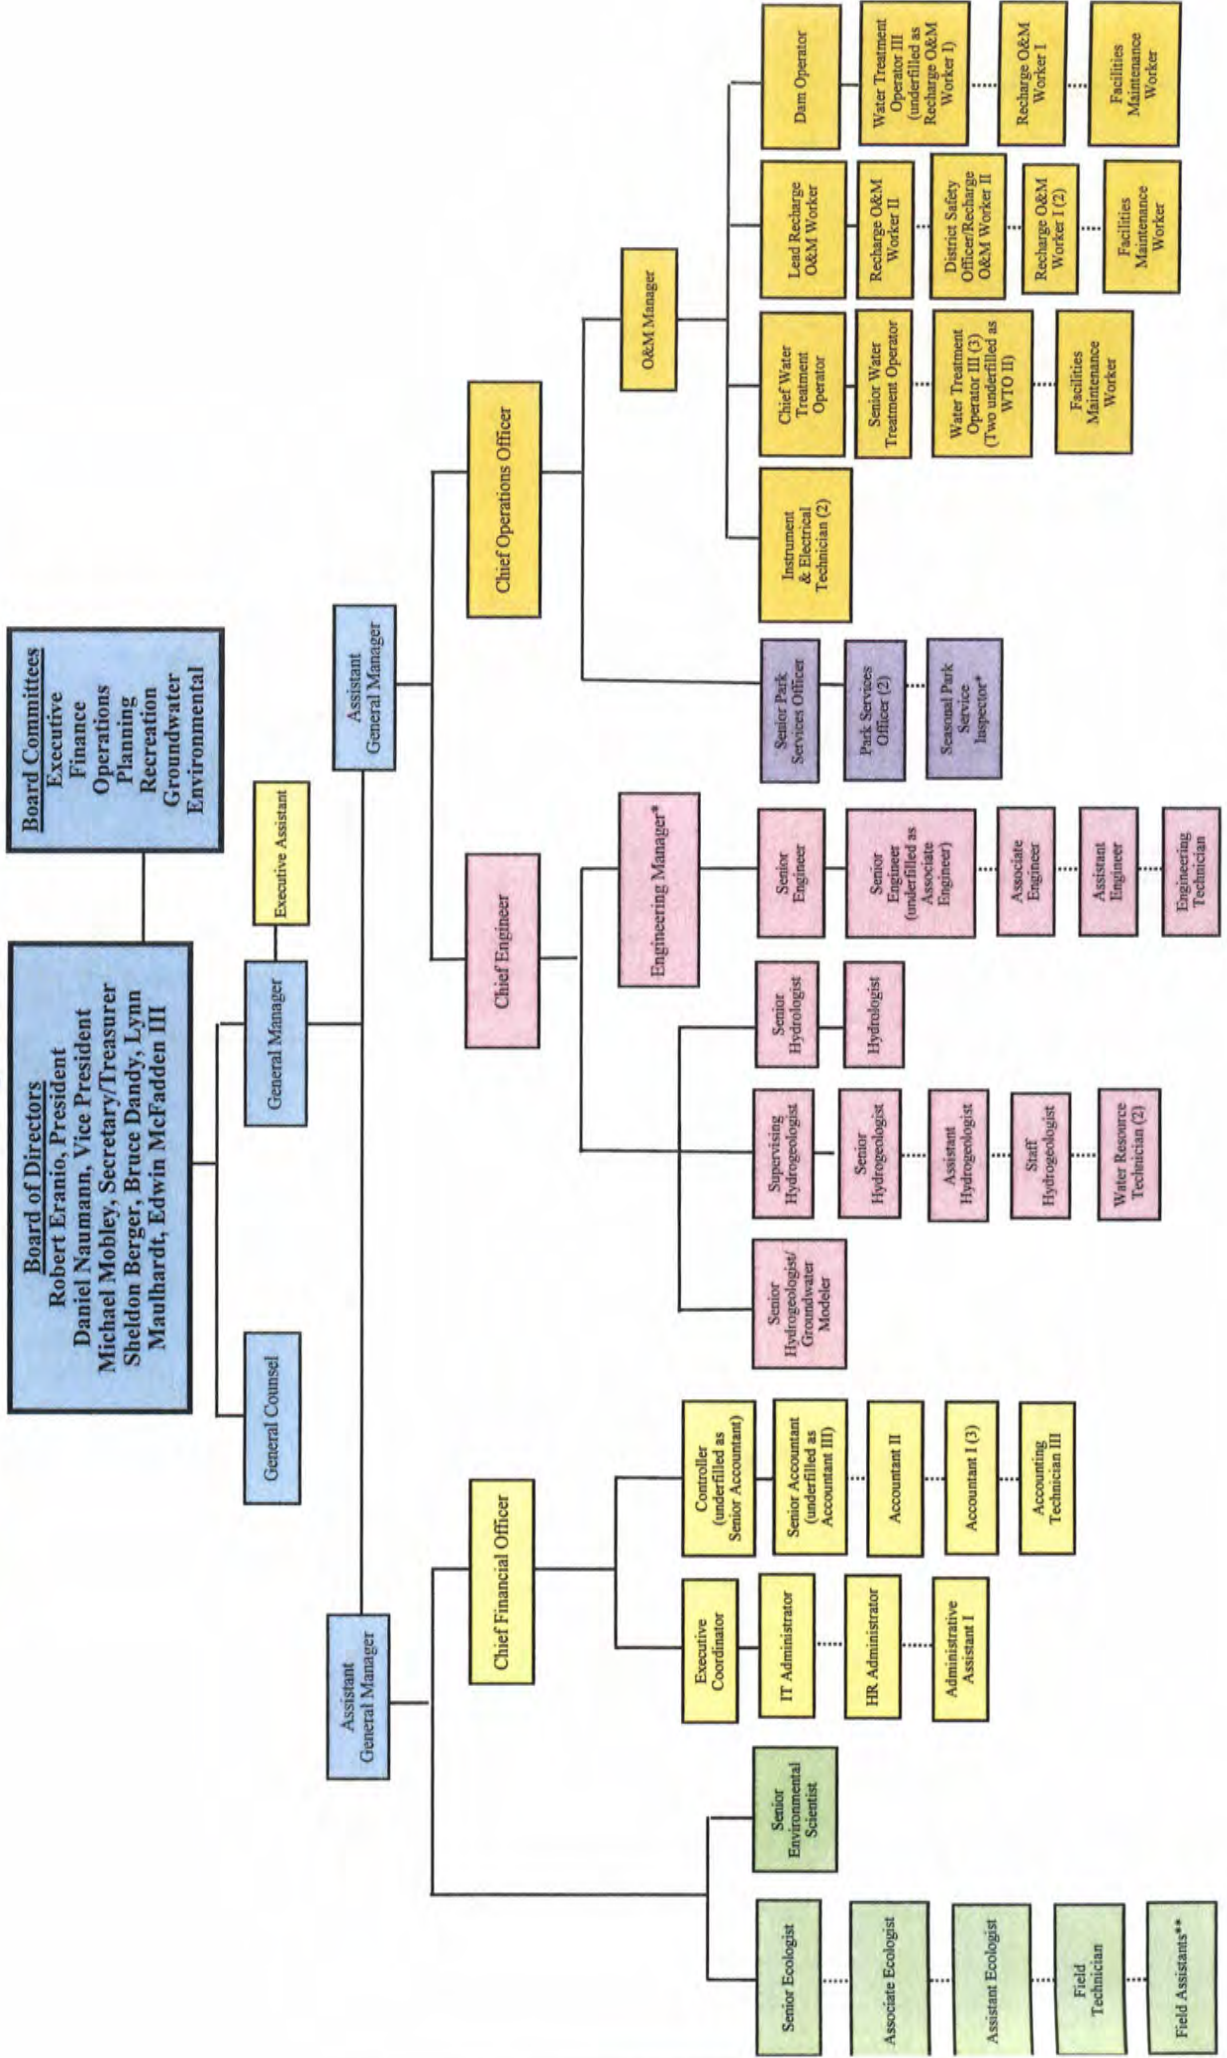 Board of Directors
Robert Eranio, President
Daniel Naumann, Vice President
Michael Mobley, Secretary/Treasurer
Sheldon Berger, Bruce Dandy, Lynn
Maulhardt, Edwin McFadden III
Board Committees
Executive
Finance
Operations
Planning
Recreation
Groundwater
Environmental
General Counsel
General Manager
Executive Assistant
Assistant
General Manager
Assistant
General Manager
Chief Financial Officer
Chief Engineer
Chief Operations Officer
Engineering Manager*
O&M Manager
Senior Ecologist
Associate Ecologist
Assistant Ecologist
Field
Technician
Field Assistants**
Senior
Environmental
Scientist
Executive
Coordinator
IT Administrator
HR Administrator
Administrative
Assistant I
Controller
(underfilled as
Senior Accountant)
Senior Accountant
(underfilled as
Accountant III)
Accountant II
Accountant I (3)
Accounting
Technician III
Senior
Hydrogeologist/
Groundwater
Modeler
Supervising
Hydrogeologist
Senior
Hydrogeologist
Assistant
Hydrogeologist
Staff
Hydrogeologist
Water Resource
Technician (2)
Senior
Hydrologist
Hydrologist
Senior
Engineer
Senior
Engineer
(underfilled as
Associate
Engineer)
Associate
Engineer
Assistant
Engineer
Engineering
Technician
Senior Park
Services Officer
Park Services
Officer (2)
Seasonal Park
Service
Inspector*
Instrument
& Electrical
Technician (2)
Chief Water
Treatment
Operator
Senior Water
Treatment Operator
Water Treatment
Operator III (3)
(Two underfilled as
WTO II)
Facilities
Maintenance
Worker
Lead Recharge
O&M Worker
Recharge O&M
Worker II
District Safety
Officer/Recharge
O&M Worker II
Recharge O&M
Worker I (2)
Facilities
Maintenance
Worker
Dam Operator
Water Treatment
Operator III
(underfilled as
Recharge O&M
Worker I)
Recharge O&M
Worker I
Facilities
Maintenance
Worker